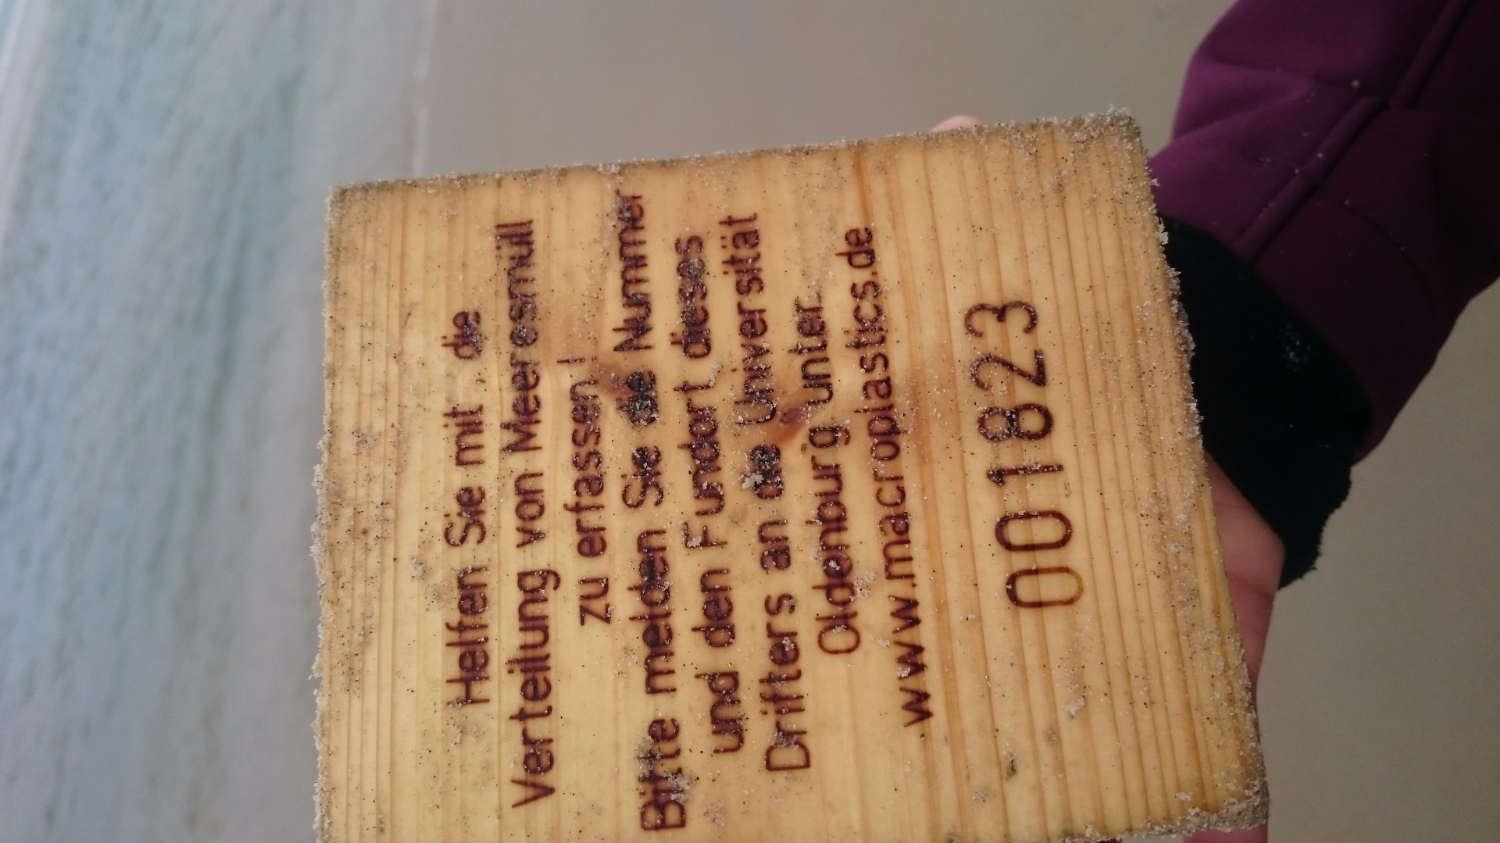 Helfen Sie mit, die
Verteilung von Meeresmüll
zu erfassen!
Bitte melden Sie die Nummer
und den Fundort dieses
Drifters an die Universität
Oldenburg unter
www.macroplastics.de
001823